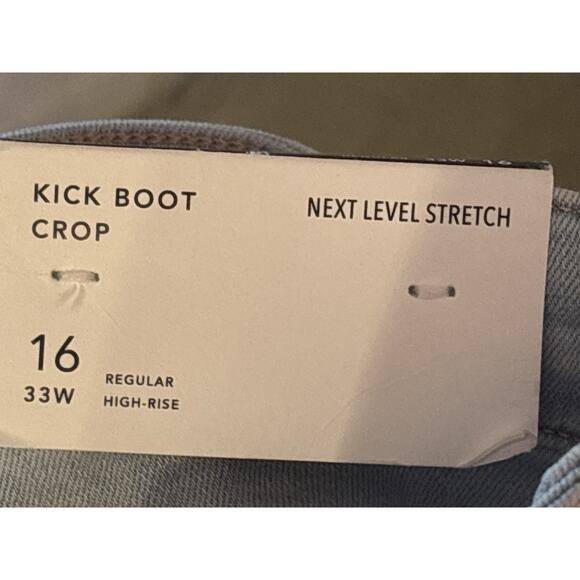 KICK BOOT
CROP
NEXT LEVEL STRETCH
16
33W
REGULAR
HIGH-RISE